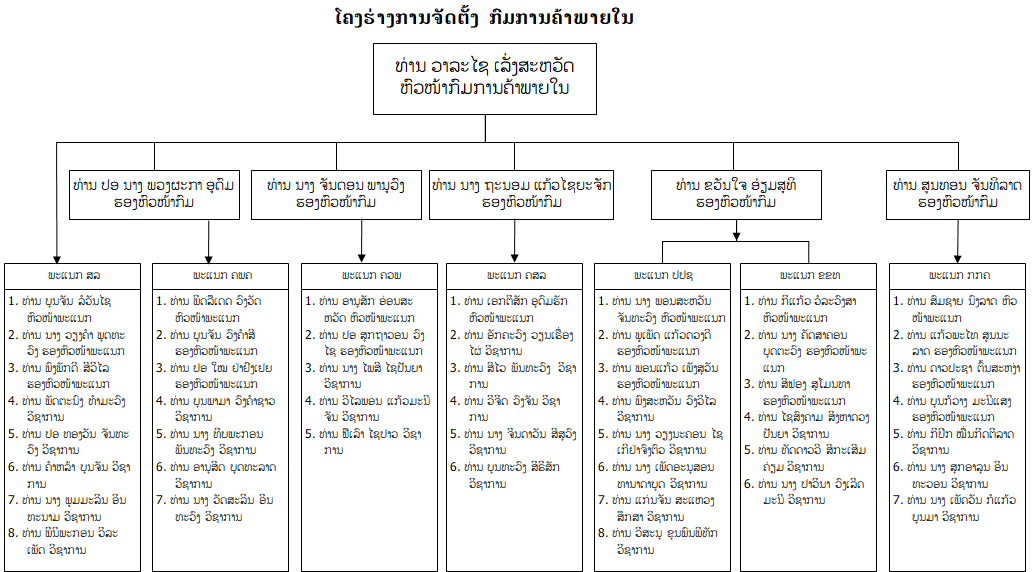 ໂຄງຮ່າງການຈັດຕັ້ງ ກົມການຄ້າພາຍໃນ
ທ່ານ ວາລະໄຊ ເລັ່ງສະຫວັດ
ຫົວໜ້າກົມການຄ້າພາຍໃນ
ທ່ານ ປອ ນາງ ພວງຜະກາ ອຸດົມ
ຮອງຫົວໜ້າກົມ
ທ່ານ ນາງ ຈັນດອນ ພານຸວົງ
ຮອງຫົວໜ້າກົມ
ທ່ານ ນາງ ຖະນອມ ແກ້ວໄຊຍະຈັກ
ຮອງຫົວໜ້າກົມ
ທ່ານ ຂວັນໃຈ ອ່ຽມສຸທິ
ຮອງຫົວໜ້າກົມ
ທ່ານ ສຸນທອນ ຈັນທິລາດ
ຮອງຫົວໜ້າກົມ
ພະແນກ ສລ
1. ທ່ານ ບຸນຈັນ ລໍວັນໄຊ
ຫົວໜ້າພະແນກ
2. ທ່ານ ນາງ ວຽງຄຳ ພຸດທະ
ວົງ ຮອງຫົວໜ້າພະແນກ
3. ທ່ານ ພົງພັກດີ ສີວິໄລ
ຮອງຫົວໜ້າພະແນກ
4. ທ່ານ ພັດຕະນົງ ທຳມະວົງ
ວິຊາການ
5. ທ່ານ ປອ ທອງວັນ ຈັນທະ
ວົງ ວິຊາການ
6. ທ່ານ ຄຳຫລ້າ ບຸນຈັນ ວິຊາ
ການ
7. ທ່ານ ນາງ ພູມມະລິນ ອິນ
ທະນາມ ວິຊາການ
8. ທ່ານ ພິນິພະກອນ ວິລະ
ເພັດ ວິຊາການ
ພະແນກ ຄພຄ
1. ທ່ານ ພິດລືເດດ ວົງວັດ
ຫົວໜ້າພະແນກ
2. ທ່ານ ບຸນຈັນ ວົງຄຳສີ
ຮອງຫົວໜ້າພະແນກ
3. ທ່ານ ປອ ໃໝ ຢ່າຢົງເຢຍ
ຮອງຫົວໜ້າພະແນກ
4. ທ່ານ ບຸນພາມາ ວົງຄຳຊາວ
ວິຊາການ
5. ທ່ານ ນາງ ທິບພະກອນ
ພັນທະວົງ ວິຊາການ
6. ທ່ານ ອານຸສິດ ບຸດທະລາດ
ວິຊາການ
7. ທ່ານ ນາງ ວັດສະລິນ ອິນ
ທະວົງ ວິຊາການ
ພະແນກ ຄວພ
1. ທ່ານ ອານຸສັກ ອ່ອນສະ
ຫວັດ ຫົວໜ້າພະແນກ
2. ທ່ານ ປອ ສຸກຖາວອນ ວົງ
ໄຊ ຮອງຫົວໜ້າພະແນກ
3. ທ່ານ ນາງ ໄພສີ ໄຊປັນຍາ
ວິຊາການ
4. ທ່ານ ວິໄລພອນ ແກ້ວມະນີ
ຈັນ ວິຊາການ
5. ທ່ານ ຟີເລົາ ໄຊປາວ ວິຊາ
ການ
ພະແນກ ຄສລ
1. ທ່ານ ເອກຕິສັກ ອຸດົມຮັກ
ຫົວໜ້າພະແນກ
2. ທ່ານ ອັກຄະວົງ ວຽນເຮື່ອງ
ໄຜ່ ວິຊາການ
3. ທ່ານ ສີໄວ ພັນທະວົງ ວິຊາ
ການ
4. ທ່ານ ວິຈິດ ວົງຈັນ ວິຊາ
ການ
5. ທ່ານ ນາງ ຈິນດາວັນ ສີສຸວົງ
ວິຊາການ
6. ທ່ານ ບຸນທະວົງ ສີຣິສັກ
ວິຊາການ
ພະແນກ ປປຊ
1. ທ່ານ ນາງ ພອນສະຫວັນ
ຈັນທະວົງ ຫົວໜ້າພະແນກ
2. ທ່ານ ພູເພັດ ແກ້ວດວງດີ
ຮອງຫົວໜ້າພະແນກ
3. ທ່ານ ພອນແກ້ວ ເພັງສຸວັນ
ຮອງຫົວໜ້າພະແນກ
4. ທ່ານ ພົງສະຫວັນ ວົງວິໄລ
ວິຊາການ
5. ທ່ານ ນາງ ວຽງນະຄອນ ໄຊ
ເກີຢ່າຈົງຕົວ ວິຊາການ
6. ທ່ານ ນາງ ເພັດອະນຸສອນ
ທານາດາບຸດ ວິຊາການ
7. ທ່ານ ແກ່ນຈັນ ສະແຫວງ
ສຶກສາ ວິຊາການ
8. ທ່ານ ວິສະນຸ ຂຸນພົນພິທັກ
ວິຊາການ
ພະແນກ ຂຂທ
1. ທ່ານ ກິແກ້ວ ວໍລະວົງສາ
ຫົວໜ້າພະແນກ
2. ທ່ານ ນາງ ຄັດສາຄອນ
ບຸດຕະວົງ ຮອງຫົວໜ້າພະ
ແນກ
3. ທ່ານ ສີຟອງ ສຸໂມນທາ
ຮອງຫົວໜ້າພະແນກ
4. ທ່ານ ໄຊສົງຄາມ ສິງຫາດວງ
ປັນຍາ ວິຊາການ
5. ທ່ານ ທັດດາວວີ ສີກະເສີມ
ຄ່ຽມ ວິຊາການ
6. ທ່ານ ນາງ ປາວິນາ ວົງເລີດ
ມະນີ ວິຊາການ
ພະແນກ ກກຄ
1. ທ່ານ ສົມຊາຍ ນົງລາດ ຫົວ
ໜ້າພະແນກ
2. ທ່ານ ແກ້ວພະໄທ ສູນນະ
ລາດ ຮອງຫົວໜ້າພະແນກ
3. ທ່ານ ດາວປະຊາ ຕົ້ນສະຫງ່າ
ຮອງຫົວໜ້າພະແນກ
4. ທ່ານ ບຸນກ້ວາງ ມະນີແສງ
ຮອງຫົວໜ້າພະແນກ
5. ທ່ານ ກີປຶກ ໝື່ນກິດຕິລາດ
ວິຊາການ
6. ທ່ານ ນາງ ສຸກອາລຸນ ອິນ
ທະວອນ ວິຊາການ
7. ທ່ານ ນາງ ເພັດວັນ ກໍແກ້ວ
ບຸນມາ ວິຊາການ